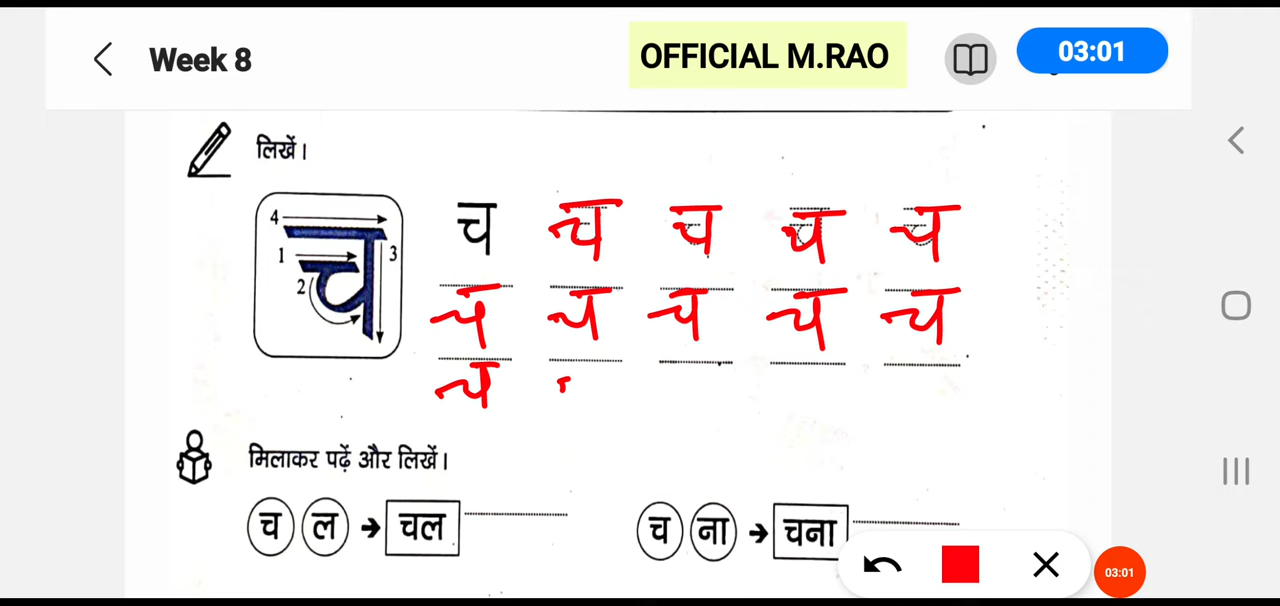 Week 8 OFFICIAL M.RAO 03:01
लिखें।
4 1 2 3 च
च च च च च
च च च च च
च
मिलाकर पढ़ें और लिखें।
च ल → चल च ना → चना
03:01